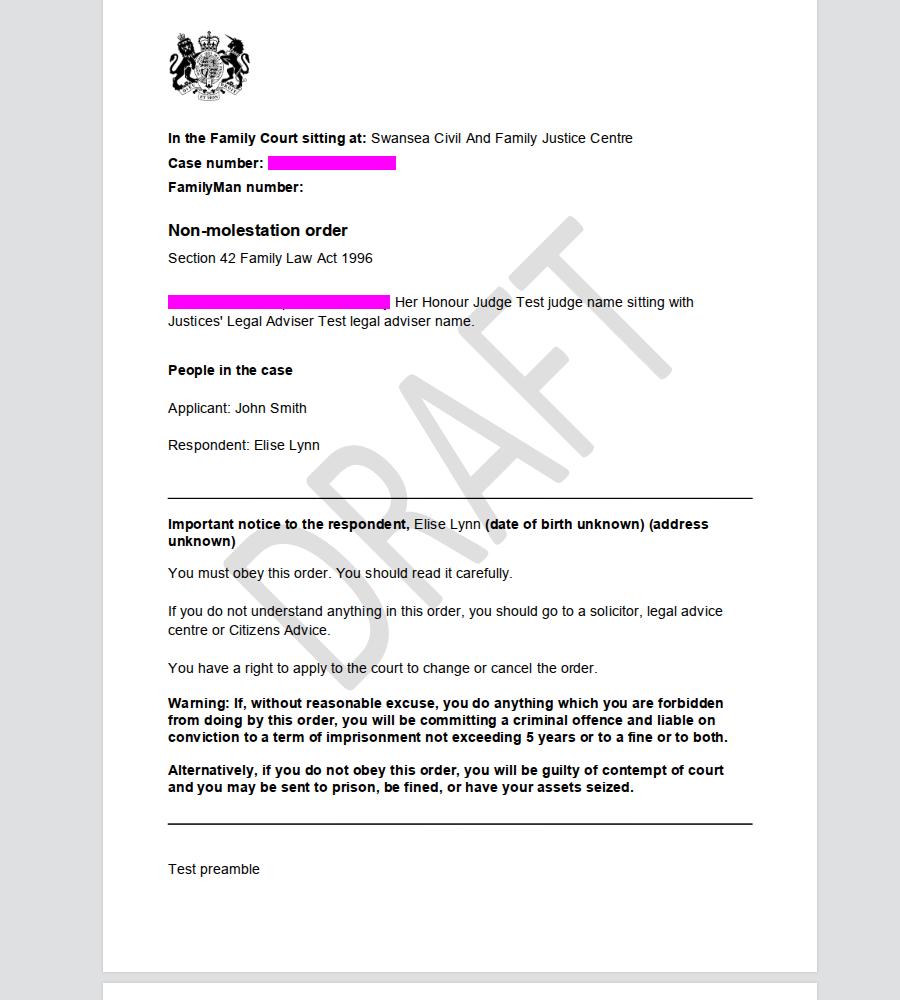 In the Family Court sitting at: Swansea Civil And Family Justice Centre
Case number:
FamilyMan number:
Non-molestation order
Section 42 Family Law Act 1996
Her Honour Judge Test judge name sitting with
Justices' Legal Adviser Test legal adviser name.
People in the case
Applicant: John Smith
Respondent: Elise Lynn
Important notice to the respondent, Elise Lynn (date of birth unknown) (address
unknown)
You must obey this order. You should read it carefully.
If you do not understand anything in this order, you should go to a solicitor, legal advice
centre or Citizens Advice.
You have a right to apply to the court to change or cancel the order.
Warning: If, without reasonable excuse, you do anything which you are forbidden
from doing by this order, you will be committing a criminal offence and liable on
conviction to a term of imprisonment not exceeding 5 years or to a fine or to both.
Alternatively, if you do not obey this order, you will be guilty of contempt of court
and you may be sent to prison, be fined, or have your assets seized.
Test preamble
DRAFT